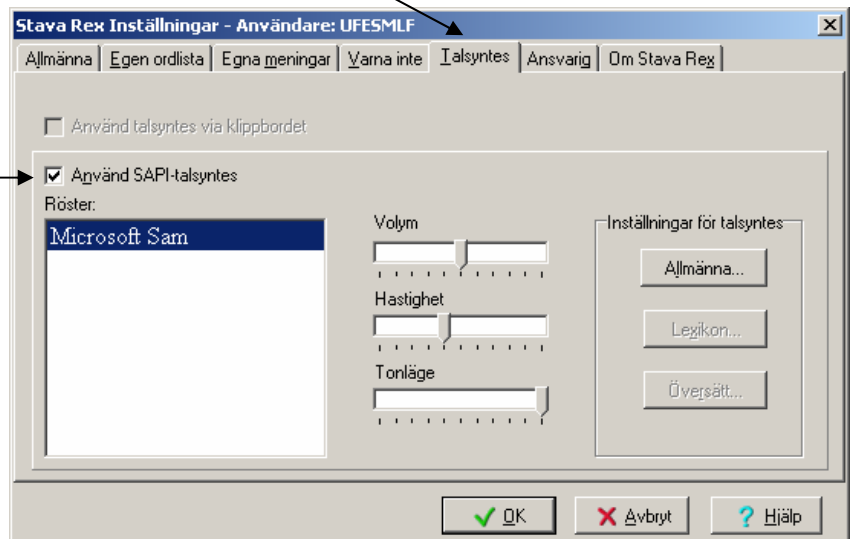 Stava Rex Inställningar - Användare: UFESMLF
Allmänna Egen ordlista Egna meningar Varna inte Talsyntes Ansvarig Om Stava Rex
Använd talsyntes via klippbordet
Använd SAPI-talsyntes
Röster:
Microsoft Sam
Volym
Hastighet
Tonläge
Inställningar för talsyntes
Allmänna...
Lexikon...
Översätt...
OK Avbryt Hjälp